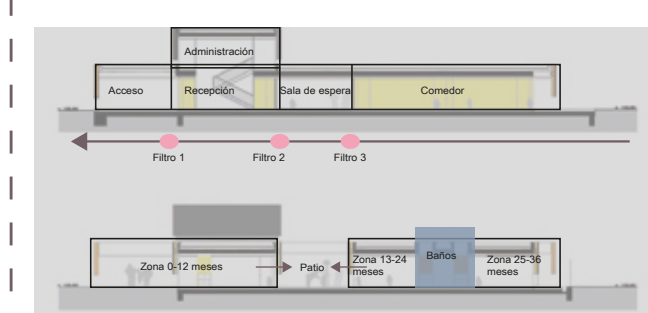 Administración
Acceso
Recepción
Sala de espera
Comedor
Filtro 1
Filtro 2
Filtro 3
Zona 0-12 meses
Patio
Zona 13-24
meses
Baños
Zona 25-36
meses